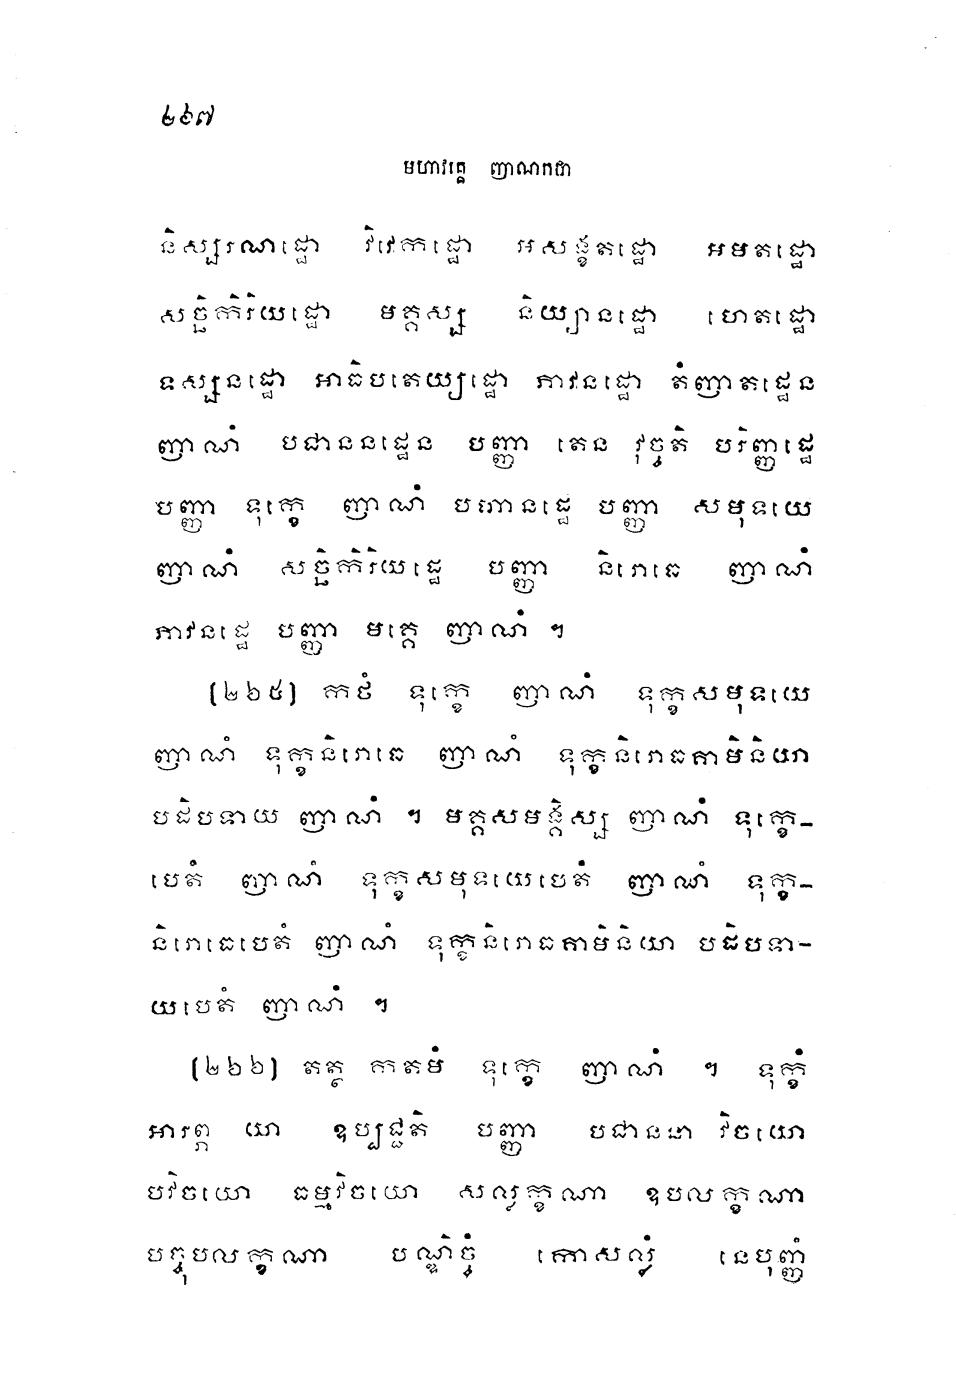 ២៦៧
មហាវគ្គេ ញាណកថា
និស្សរណដ្ឋោ វិវេកដ្ឋោ អសង្ខតដ្ឋោ អមតដ្ឋោ
សច្ឆិកិរិយដ្ឋោ មគ្គស្ស និយ្យានដ្ឋោ ហេតដ្ឋោ
ទស្សនដ្ឋោ អាធិបតេយ្យដ្ឋោ ភាវនដ្ឋោ តំញាតដ្ឋេន
ញាណំ បជាននដ្ឋេន បញ្ញា តេន វុច្ចតិ បរិញ្ញដ្ឋេ
បញ្ញា ទុក្ខេ ញាណំ បហានដ្ឋេ បញ្ញា សមុទយេ
ញាណំ សច្ឆិកិរិយដ្ឋេ បញ្ញា និរោធេ ញាណំ
ភាវនដ្ឋេ បញ្ញា មគ្គេ ញាណំ ។
(២៦៥) កថំ ទុក្ខេ ញាណំ ទុក្ខសមុទយេ
ញាណំ ទុក្ខនិរោធេ ញាណំ ទុក្ខនិរោធគាមិនិយា
បដិបទាយ ញាណំ ។ មគ្គសមង្គិស្ស ញាណំ ទុក្ខេ-
បេតំ ញាណំ ទុក្ខសមុទយេបេតំ ញាណំ ទុក្ខ-
និរោធេបេតំ ញាណំ ទុក្ខនិរោធគាមិនិយា បដិបទា-
យបេតំ ញាណំ ។
(២៦៦) តត្ថ កតមំ ទុក្ខេ ញាណំ ។ ទុក្ខំ
អារព្ភ យា ឧប្បជ្ជតិ បញ្ញា បជាននា វិចយោ
បវិចយោ ធម្មវិចយោ សល្លក្ខណា ឧបលក្ខណា
បច្ចុបលក្ខណា បណ្ឌិច្ចំ កោសល្លំ នេបុញ្ញំ